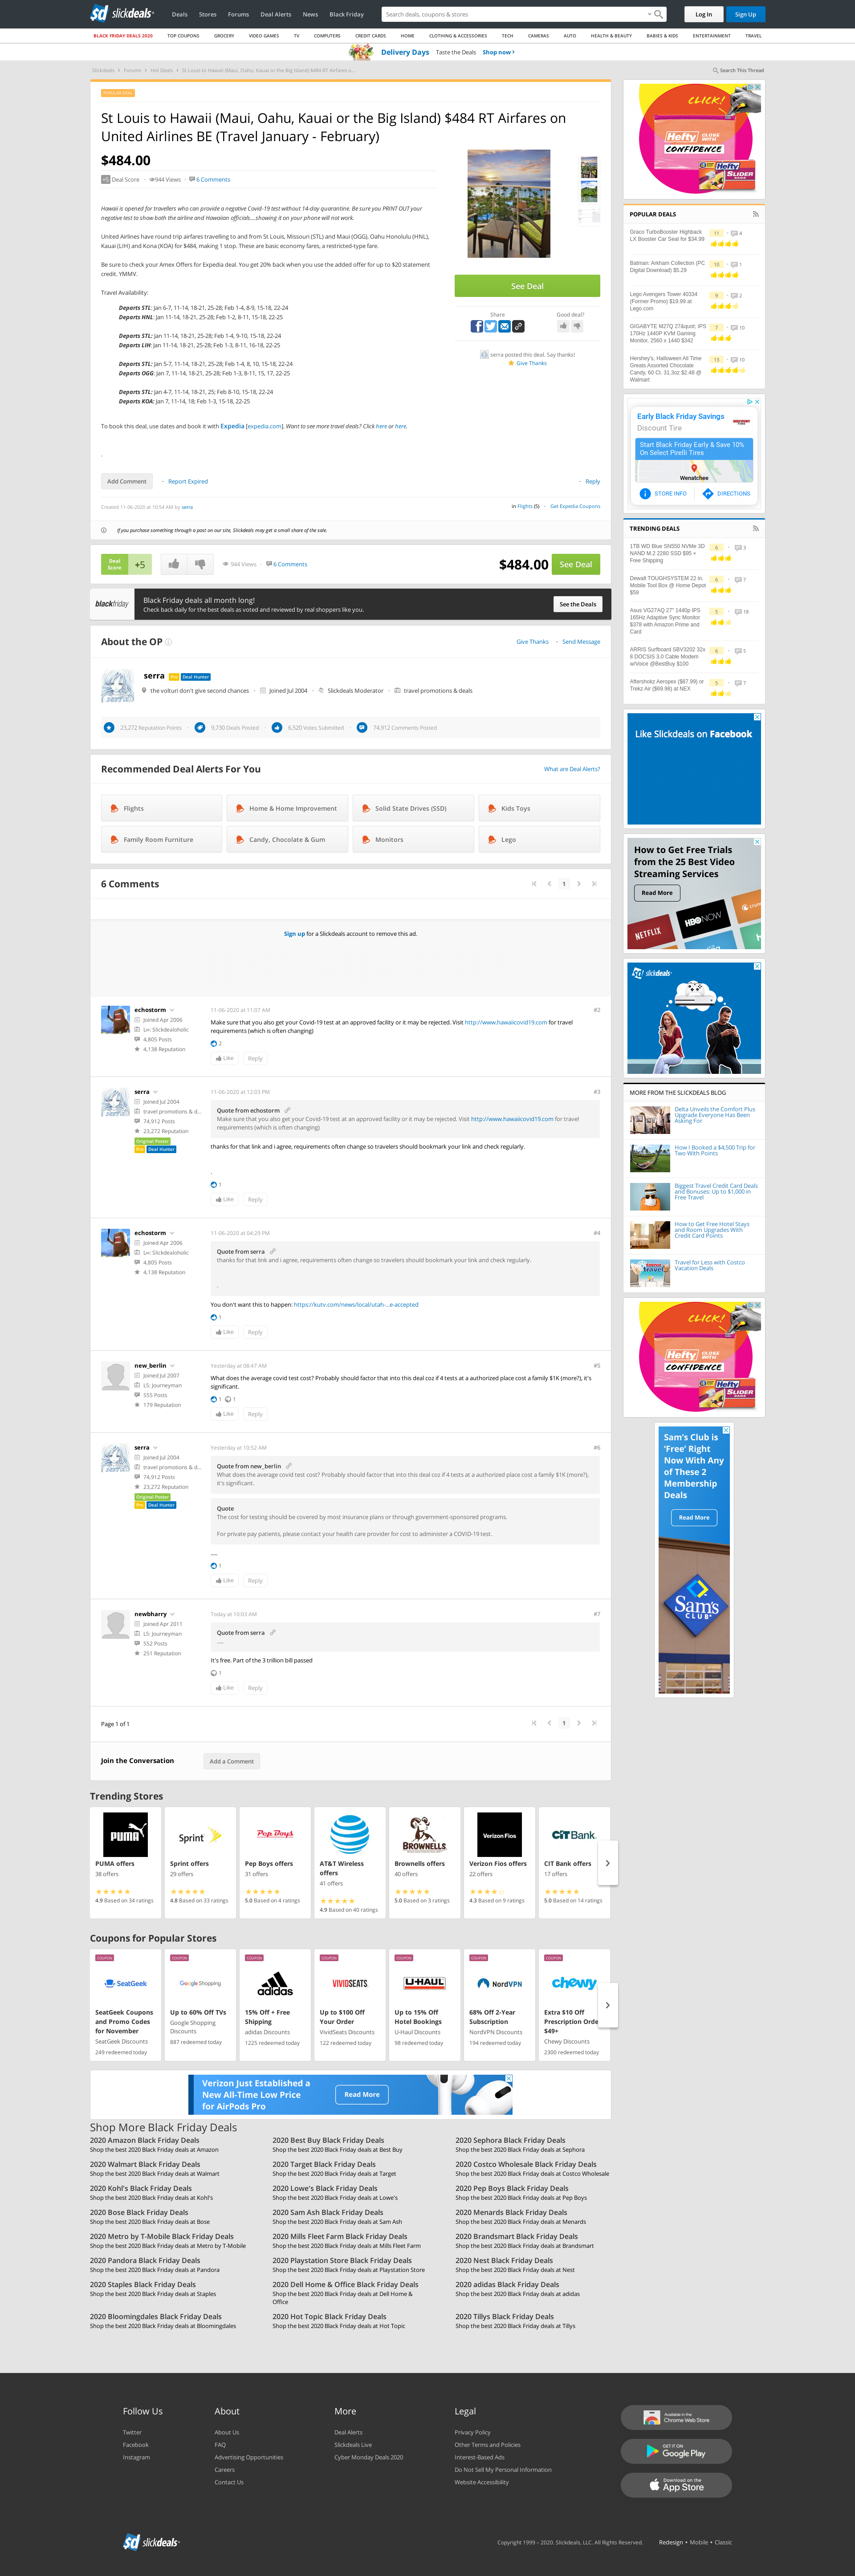 slickdeals
Deals
Stores
Forums
Deal Alerts
News
Black Friday
Search deals, coupons & stores
Log In
Sign Up
BLACK FRIDAY DEALS 2020
TOP COUPONS
GROCERY
VIDEO GAMES
TV
COMPUTERS
CREDIT CARDS
HOME
CLOTHING & ACCESSORIES
TECH
CAMERAS
AUTO
HEALTH & BEAUTY
BABIES & KIDS
ENTERTAINMENT
TRAVEL
Delivery Days Taste the Deals Shop now
Slickdeals > Forums > Hot Deals > St Louis to Hawaii (Maui, Oahu, Kauai or the Big Island) $484 RT Airfares o...
Search This Thread
POPULAR DEAL
St Louis to Hawaii (Maui, Oahu, Kauai or the Big Island) $484 RT Airfares on
United Airlines BE (Travel January - February)
$484.00
+5 Deal Score 944 Views 6 Comments
Hawaii is opened for travellers who can provide a negative Covid-19 test without 14-day quarantine. Be sure you PRINT OUT your
negative test to show both the airline and Hawaiian officials....showing it on your phone will not work.
United Airlines have round trip airfares travelling to and from St Louis, Missouri (STL) and Maui (OGG), Oahu Honolulu (HNL),
Kauai (LIH) and Kona (KOA) for $484, making 1 stop. These are basic economy fares, a restricted-type fare.
Be sure to check your Amex Offers for Expedia deal. You get 20% back when you use the added offer for up to $20 statement
credit. YMMV.
Travel Availability:
Departs STL: Jan 6-7, 11-14, 18-21, 25-28; Feb 1-4, 8-9, 15-18, 22-24
Departs HNL: Jan 11-14, 18-21, 25-28; Feb 1-2, 8-11, 15-18, 22-25
Departs STL: Jan 11-14, 18-21, 25-28; Feb 1-4, 9-10, 15-18, 22-24
Departs LIH: Jan 11-14, 18-21, 25-28; Feb 1-3, 8-11, 16-18, 22-25
Departs STL: Jan 5-7, 11-14, 18-21, 25-28; Feb 1-4, 8, 10, 15-18, 22-24
Departs OGG: Jan 7, 11-14, 18-21, 25-28; Feb 1-3, 8-11, 15, 17, 22-25
Departs STL: Jan 4-7, 11-14, 18-21, 25; Feb 8-10, 15-18, 22-24
Departs KOA: Jan 7, 11-14, 18; Feb 1-3, 15-18, 22-25
To book this deal, use dates and book it with Expedia [expedia.com]. Want to see more travel deals? Click here or here.
.
See Deal
Share
Good deal?
serra posted this deal. Say thanks!
Give Thanks
Add Comment
Report Expired
Reply
Created 11-06-2020 at 10:54 AM by serra
in Flights (5)
Get Expedia Coupons
If you purchase something through a post on our site, Slickdeals may get a small share of the sale.
Deal Score +5
944 Views
6 Comments
$484.00 See Deal
blackfriday
Black Friday deals all month long!
Check back daily for the best deals as voted and reviewed by real shoppers like you.
See the Deals
About the OP
Give Thanks
Send Message
serra Pro Deal Hunter
the volturi don't give second chances Joined Jul 2004 Slickdeals Moderator travel promotions & deals
23,272 Reputation Points 9,730 Deals Posted 6,520 Votes Submitted 74,912 Comments Posted
Recommended Deal Alerts For You
What are Deal Alerts?
Flights
Home & Home Improvement
Solid State Drives (SSD)
Kids Toys
Family Room Furniture
Candy, Chocolate & Gum
Monitors
Lego
6 Comments
1
Sign up for a Slickdeals account to remove this ad.
echostorm
Joined Apr 2006
L∞: Slickdealoholic
4,805 Posts
4,138 Reputation
11-06-2020 at 11:07 AM
#2
Make sure that you also get your Covid-19 test at an approved facility or it may be rejected. Visit http://www.hawaiicovid19.com for travel
requirements (which is often changing)
2
Like
Reply
serra
Joined Jul 2004
travel promotions & d...
74,912 Posts
23,272 Reputation
Original Poster
Pro Deal Hunter
11-06-2020 at 12:03 PM
#3
Quote from echostorm
Make sure that you also get your Covid-19 test at an approved facility or it may be rejected. Visit http://www.hawaiicovid19.com for travel
requirements (which is often changing)
thanks for that link and i agree, requirements often change so travelers should bookmark your link and check regularly.
.
1
Like
Reply
echostorm
Joined Apr 2006
L∞: Slickdealoholic
4,805 Posts
4,138 Reputation
11-06-2020 at 04:29 PM
#4
Quote from serra
thanks for that link and i agree, requirements often change so travelers should bookmark your link and check regularly.
.
You don't want this to happen: https://kutv.com/news/local/utah-...e-accepted
1
Like
Reply
new_berlin
Joined Jul 2007
L5: Journeyman
555 Posts
179 Reputation
Yesterday at 08:47 AM
#5
What does the average covid test cost? Probably should factor that into this deal coz if 4 tests at a authorized place cost a family $1K (more?), it's
significant.
1 1
Like
Reply
serra
Joined Jul 2004
travel promotions & d...
74,912 Posts
23,272 Reputation
Original Poster
Pro Deal Hunter
Yesterday at 10:52 AM
#6
Quote from new_berlin
What does the average covid test cost? Probably should factor that into this deal coz if 4 tests at a authorized place cost a family $1K (more?),
it's significant.
Quote
The cost for testing should be covered by most insurance plans or through government-sponsored programs.
For private pay patients, please contact your health care provider for cost to administer a COVID-19 test.
....
1
Like
Reply
newbharry
Joined Apr 2011
L5: Journeyman
552 Posts
251 Reputation
Today at 10:03 AM
#7
Quote from serra
....
It's free. Part of the 3 trillion bill passed
1
Like
Reply
Page 1 of 1
1
Join the Conversation
Add a Comment
CLICK!
Hefty
CLOSE WITH
CONFIDENCE
Hefty SLIDER BAGS
POPULAR DEALS
Graco TurboBooster Highback LX Booster Car Seat for $34.99 11 4
Batman: Arkham Collection (PC Digital Download) $5.29 10 1
Lego Avengers Tower 40334 (Former Promo) $19.99 at Lego.com 9 2
GIGABYTE M27Q 27&quot; IPS 170Hz 1440P KVM Gaming Monitor, 2560 x 1440 $342 7 10
Hershey's, Halloween All Time Greats Assorted Chocolate Candy, 60 Ct. 31.3oz $2.48 @ Walmart 13 10
Early Black Friday Savings
Discount Tire
Start Black Friday Early & Save 10% On Select Pirelli Tires
Wenatchee
STORE INFO
DIRECTIONS
TRENDING DEALS
1TB WD Blue SN550 NVMe 3D NAND M.2 2280 SSD $95 + Free Shipping 6 3
Dewalt TOUGHSYSTEM 22 in. Mobile Tool Box @ Home Depot $59 6 7
Asus VG27AQ 27" 1440p IPS 165Hz Adaptive Sync Monitor $378 with Amazon Prime and Card 5 19
ARRIS Surfboard SBV3202 32x 8 DOCSIS 3.0 Cable Modem w/Voice @BestBuy $100 6 5
Aftershokz Aeropex ($87.99) or Trekz Air ($69.98) at NEX 5 7
Like Slickdeals on Facebook
How to Get Free Trials from the 25 Best Video Streaming Services
Read More
NETFLIX
HBO NOW
slickdeals
MORE FROM THE SLICKDEALS BLOG
Delta Unveils the Comfort Plus Upgrade Everyone Has Been Asking For
How I Booked a $4,500 Trip for Two With Points
Biggest Travel Credit Card Deals and Bonuses: Up to $1,000 in Free Travel
How to Get Free Hotel Stays and Room Upgrades With Credit Card Points
Travel for Less with Costco Vacation Deals
CLICK!
Hefty
CLOSE WITH
CONFIDENCE
Hefty SLIDER BAGS
Sam's Club is 'Free' Right Now With Any of These 2 Membership Deals
Read More
Sam's CLUB
Trending Stores
PUMA offers 38 offers 4.9 Based on 34 ratings
Sprint offers 29 offers 4.8 Based on 33 ratings
Pep Boys offers 31 offers 5.0 Based on 4 ratings
AT&T Wireless offers 41 offers 4.9 Based on 40 ratings
Brownells offers 40 offers 5.0 Based on 3 ratings
Verizon Fios offers 22 offers 4.3 Based on 9 ratings
CIT Bank offers 17 offers 5.0 Based on 14 ratings
Coupons for Popular Stores
COUPON SeatGeek SeatGeek Coupons and Promo Codes for November SeatGeek Discounts 249 redeemed today
COUPON Google Shopping Up to 60% Off TVs Google Shopping Discounts 887 redeemed today
COUPON adidas 15% Off + Free Shipping adidas Discounts 1225 redeemed today
COUPON VIVIDSEATS Up to $100 Off Your Order VividSeats Discounts 122 redeemed today
COUPON U-HAUL Up to 15% Off Hotel Bookings U-Haul Discounts 98 redeemed today
COUPON NordVPN 68% Off 2-Year Subscription NordVPN Discounts 194 redeemed today
COUPON chewy Extra $10 Off Prescription Orde $49+ Chewy Discounts 2300 redeemed today
Verizon Just Established a New All-Time Low Price for AirPods Pro
Read More
Shop More Black Friday Deals
2020 Amazon Black Friday Deals
Shop the best 2020 Black Friday deals at Amazon
2020 Best Buy Black Friday Deals
Shop the best 2020 Black Friday deals at Best Buy
2020 Sephora Black Friday Deals
Shop the best 2020 Black Friday deals at Sephora
2020 Walmart Black Friday Deals
Shop the best 2020 Black Friday deals at Walmart
2020 Target Black Friday Deals
Shop the best 2020 Black Friday deals at Target
2020 Costco Wholesale Black Friday Deals
Shop the best 2020 Black Friday deals at Costco Wholesale
2020 Kohl's Black Friday Deals
Shop the best 2020 Black Friday deals at Kohl's
2020 Lowe's Black Friday Deals
Shop the best 2020 Black Friday deals at Lowe's
2020 Pep Boys Black Friday Deals
Shop the best 2020 Black Friday deals at Pep Boys
2020 Bose Black Friday Deals
Shop the best 2020 Black Friday deals at Bose
2020 Sam Ash Black Friday Deals
Shop the best 2020 Black Friday deals at Sam Ash
2020 Menards Black Friday Deals
Shop the best 2020 Black Friday deals at Menards
2020 Metro by T-Mobile Black Friday Deals
Shop the best 2020 Black Friday deals at Metro by T-Mobile
2020 Mills Fleet Farm Black Friday Deals
Shop the best 2020 Black Friday deals at Mills Fleet Farm
2020 Brandsmart Black Friday Deals
Shop the best 2020 Black Friday deals at Brandsmart
2020 Pandora Black Friday Deals
Shop the best 2020 Black Friday deals at Pandora
2020 Playstation Store Black Friday Deals
Shop the best 2020 Black Friday deals at Playstation Store
2020 Nest Black Friday Deals
Shop the best 2020 Black Friday deals at Nest
2020 Staples Black Friday Deals
Shop the best 2020 Black Friday deals at Staples
2020 Dell Home & Office Black Friday Deals
Shop the best 2020 Black Friday deals at Dell Home &
Office
2020 adidas Black Friday Deals
Shop the best 2020 Black Friday deals at adidas
2020 Bloomingdales Black Friday Deals
Shop the best 2020 Black Friday deals at Bloomingdales
2020 Hot Topic Black Friday Deals
Shop the best 2020 Black Friday deals at Hot Topic
2020 Tillys Black Friday Deals
Shop the best 2020 Black Friday deals at Tillys
Follow Us
Twitter
Facebook
Instagram
About
About Us
FAQ
Advertising Opportunities
Careers
Contact Us
More
Deal Alerts
Slickdeals Live
Cyber Monday Deals 2020
Legal
Privacy Policy
Other Terms and Policies
Interest-Based Ads
Do Not Sell My Personal Information
Website Accessibility
Available in the Chrome Web Store
GET IT ON Google Play
Download on the App Store
slickdeals
Copyright 1999 - 2020. Slickdeals, LLC. All Rights Reserved.
Redesign • Mobile • Classic